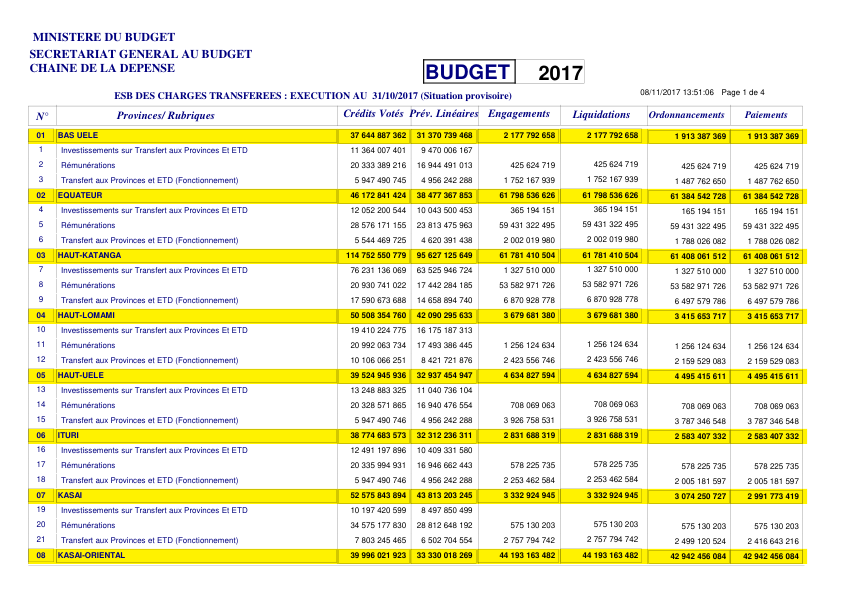 MINISTERE DU BUDGET
SECRETARIAT GENERAL AU BUDGET
CHAINE DE LA DEPENSE
BUDGET 2017
ESB DES CHARGES TRANSFEREES : EXECUTION AU 31/10/2017 (Situation provisoire)
08/11/2017 13:51:06 Page 1 de 4
N° Provinces/ Rubriques Crédits Votés Prév. Linéaires Engagements Liquidations Ordonnancements Paiements
01 BAS UELE 37 644 887 362 31 370 739 468 2 177 792 658 2 177 792 658 1 913 387 369 1 913 387 369
1 Investissements sur Transfert aux Provinces Et ETD 11 364 007 401 9 470 006 167
2 Rémunérations 20 333 389 216 16 944 491 013 425 624 719 425 624 719 425 624 719 425 624 719
3 Transfert aux Provinces et ETD (Fonctionnement) 5 947 490 745 4 956 242 288 1 752 167 939 1 752 167 939 1 487 762 650 1 487 762 650
02 EQUATEUR 46 172 841 424 38 477 367 853 61 798 536 626 61 798 536 626 61 384 542 728 61 384 542 728
4 Investissements sur Transfert aux Provinces Et ETD 12 052 200 544 10 043 500 453 365 194 151 365 194 151 165 194 151 165 194 151
5 Rémunérations 28 576 171 155 23 813 475 963 59 431 322 495 59 431 322 495 59 431 322 495 59 431 322 495
6 Transfert aux Provinces et ETD (Fonctionnement) 5 544 469 725 4 620 391 438 2 002 019 980 2 002 019 980 1 788 026 082 1 788 026 082
03 HAUT-KATANGA 114 752 550 779 95 627 125 649 61 781 410 504 61 781 410 504 61 408 061 512 61 408 061 512
7 Investissements sur Transfert aux Provinces Et ETD 76 231 136 069 63 525 946 724 1 327 510 000 1 327 510 000 1 327 510 000 1 327 510 000
8 Rémunérations 20 930 741 022 17 442 284 185 53 582 971 726 53 582 971 726 53 582 971 726 53 582 971 726
9 Transfert aux Provinces et ETD (Fonctionnement) 17 590 673 688 14 658 894 740 6 870 928 778 6 870 928 778 6 497 579 786 6 497 579 786
04 HAUT-LOMAMI 50 508 354 760 42 090 295 633 3 679 681 380 3 679 681 380 3 415 653 717 3 415 653 717
10 Investissements sur Transfert aux Provinces Et ETD 19 410 224 775 16 175 187 313
11 Rémunérations 20 992 063 734 17 493 386 445 1 256 124 634 1 256 124 634 1 256 124 634 1 256 124 634
12 Transfert aux Provinces et ETD (Fonctionnement) 10 106 066 251 8 421 721 876 2 423 556 746 2 423 556 746 2 159 529 083 2 159 529 083
05 HAUT-UELE 39 524 945 936 32 937 454 947 4 634 827 594 4 634 827 594 4 495 415 611 4 495 415 611
13 Investissements sur Transfert aux Provinces Et ETD 13 248 883 325 11 040 736 104
14 Rémunérations 20 328 571 865 16 940 476 554 708 069 063 708 069 063 708 069 063 708 069 063
15 Transfert aux Provinces et ETD (Fonctionnement) 5 947 490 746 4 956 242 288 3 926 758 531 3 926 758 531 3 787 346 548 3 787 346 548
06 ITURI 38 774 683 573 32 312 236 311 2 831 688 319 2 831 688 319 2 583 407 332 2 583 407 332
16 Investissements sur Transfert aux Provinces Et ETD 12 491 197 896 10 409 331 580
17 Rémunérations 20 335 994 931 16 946 662 443 578 225 735 578 225 735 578 225 735 578 225 735
18 Transfert aux Provinces et ETD (Fonctionnement) 5 947 490 746 4 956 242 288 2 253 462 584 2 253 462 584 2 005 181 597 2 005 181 597
07 KASAI 52 575 843 894 43 813 203 245 3 332 924 945 3 332 924 945 3 074 250 727 2 991 773 419
19 Investissements sur Transfert aux Provinces Et ETD 10 197 420 599 8 497 850 499
20 Rémunérations 34 575 177 830 28 812 648 192 575 130 203 575 130 203 575 130 203 575 130 203
21 Transfert aux Provinces et ETD (Fonctionnement) 7 803 245 465 6 502 704 554 2 757 794 742 2 757 794 742 2 499 120 524 2 416 643 216
08 KASAI-ORIENTAL 39 996 021 923 33 330 018 269 44 193 163 482 44 193 163 482 42 942 456 084 42 942 456 084